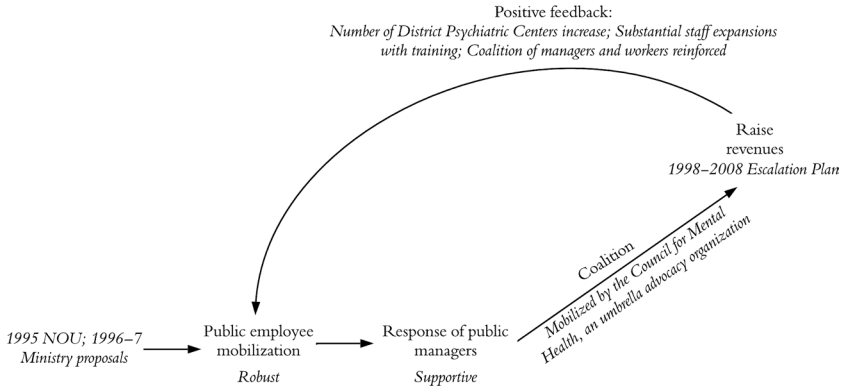 Positive feedback:
Number of District Psychiatric Centers increase; Substantial staff expansions
with training; Coalition of managers and workers reinforced
Raise
revenues
1998–2008 Escalation Plan
Coalition
Mobilized by the Council for Mental
Health, an umbrella advocacy organization
1995 NOU; 1996–7
Ministry proposals
Public employee
mobilization
Robust
Response of public
managers
Supportive